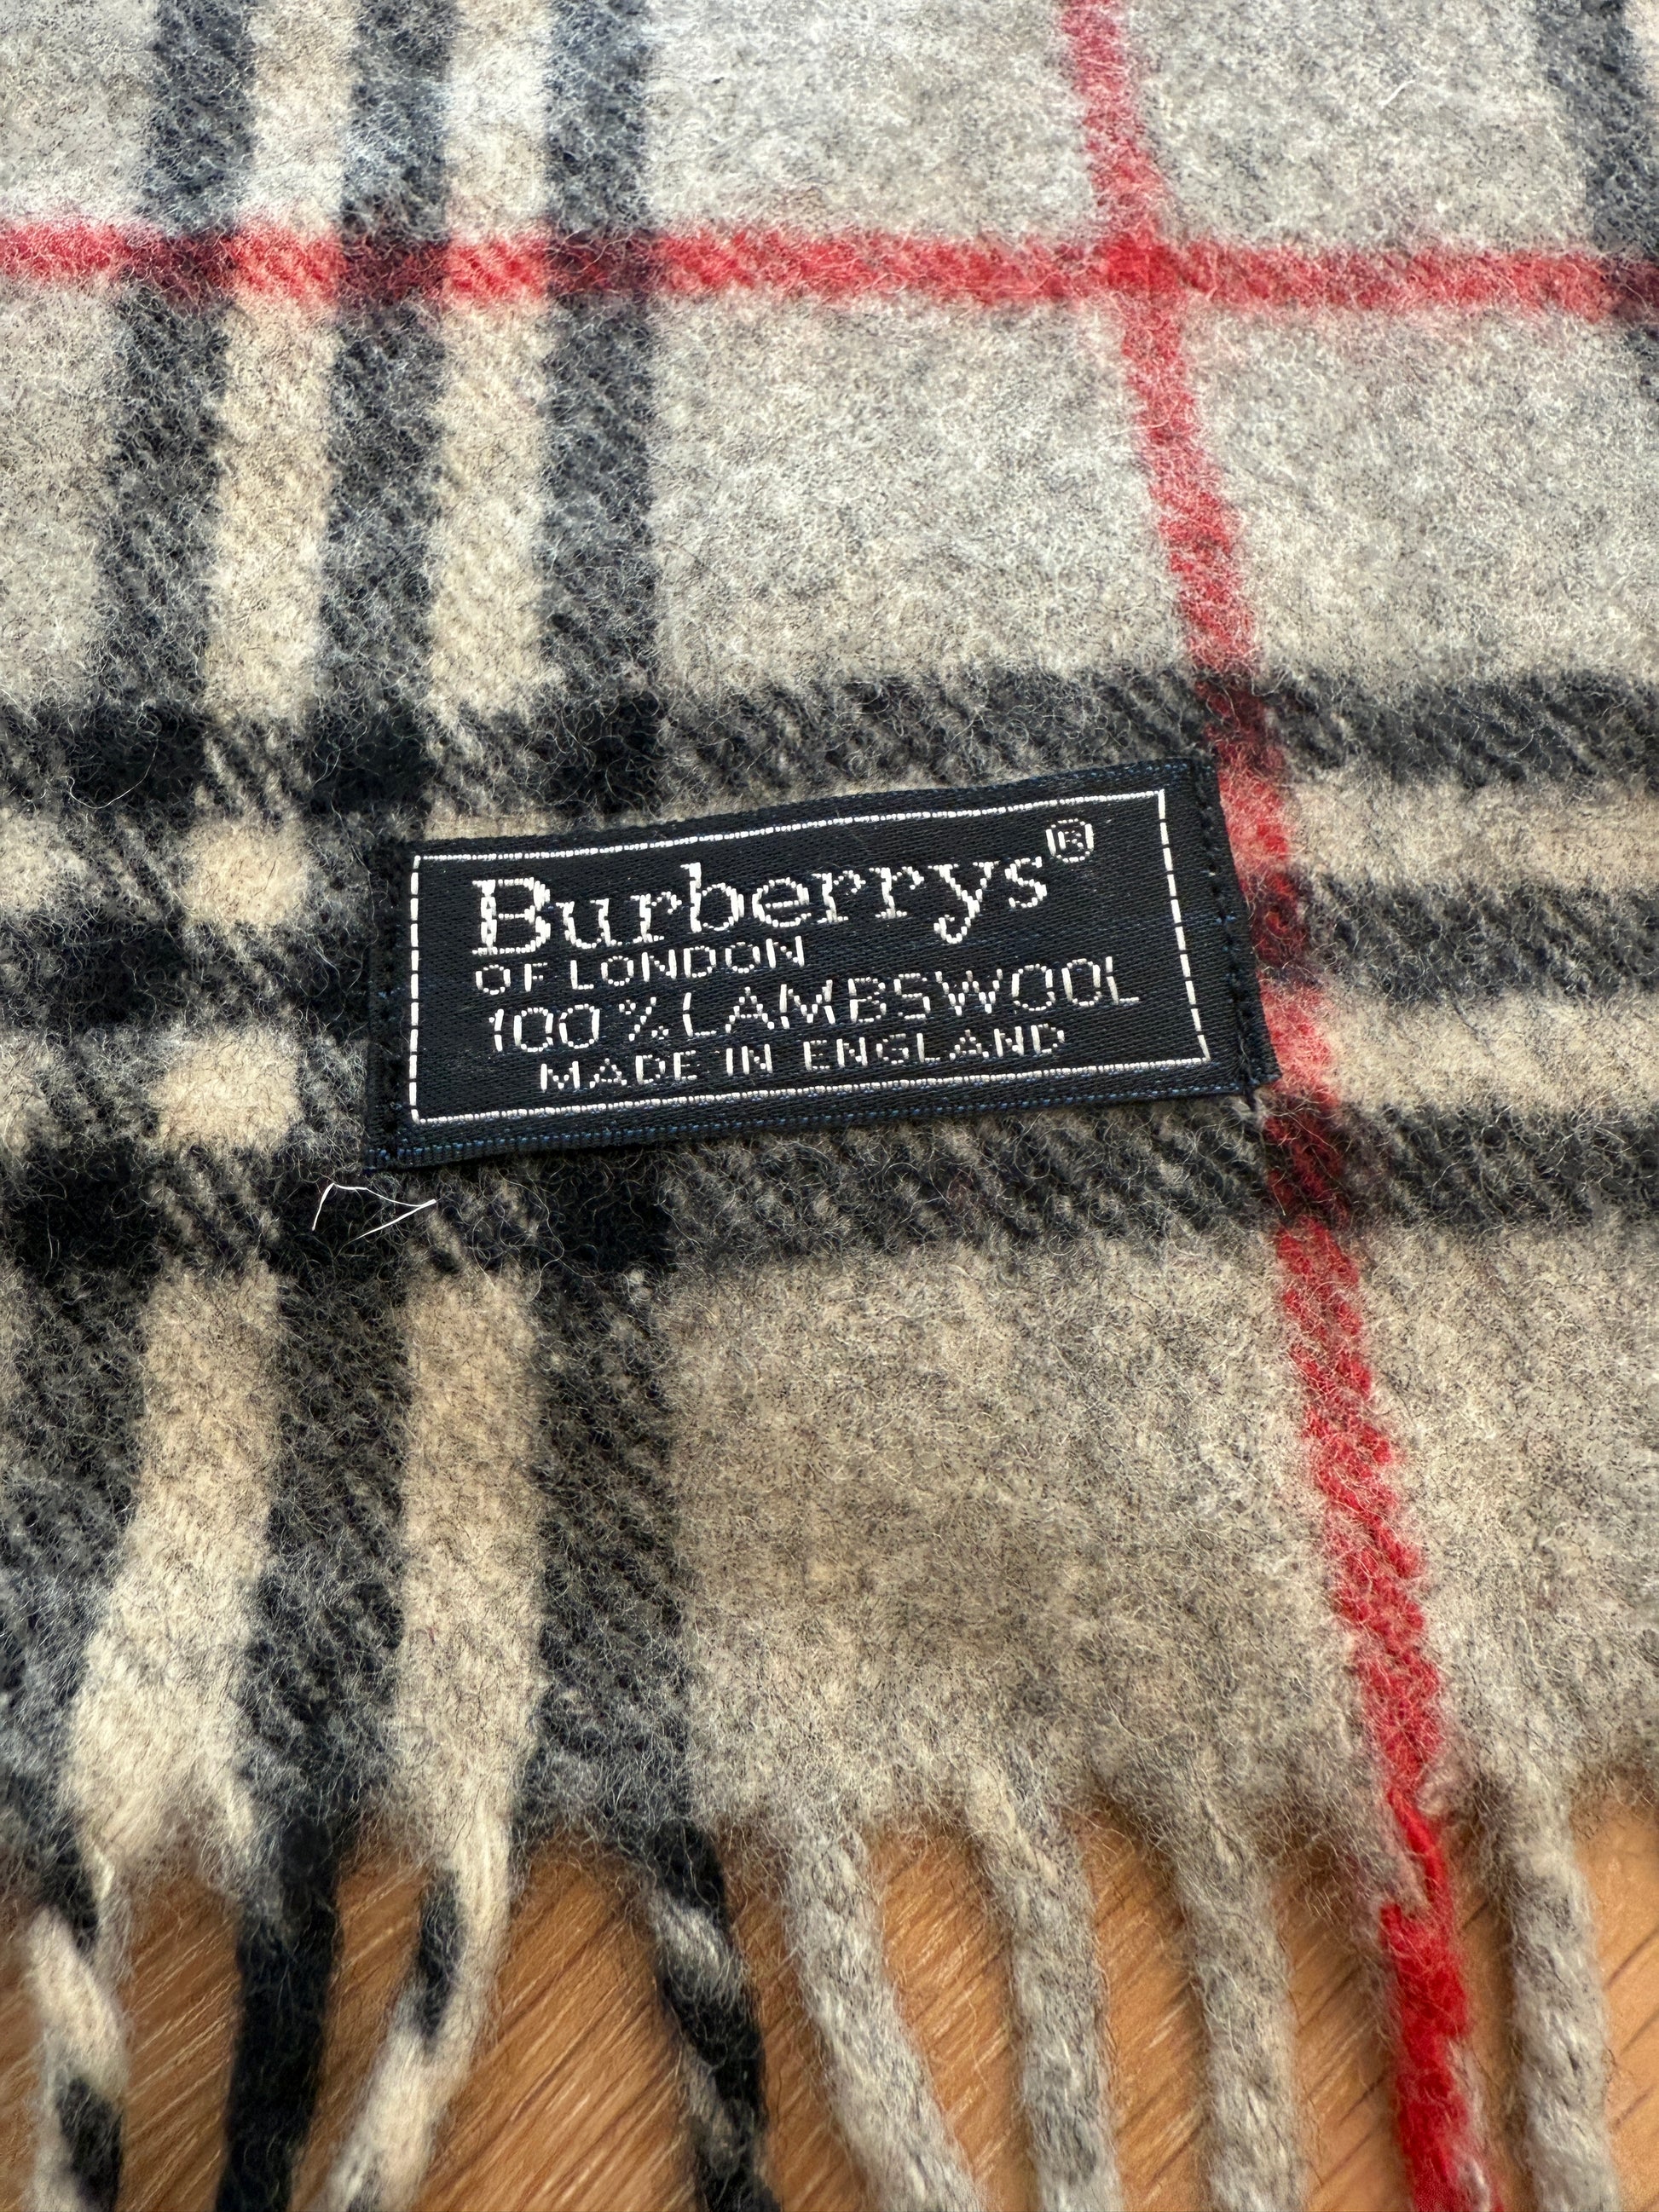 Burberrys®
OF LONDON
100% LAMBSWOOL
MADE IN ENGLAND